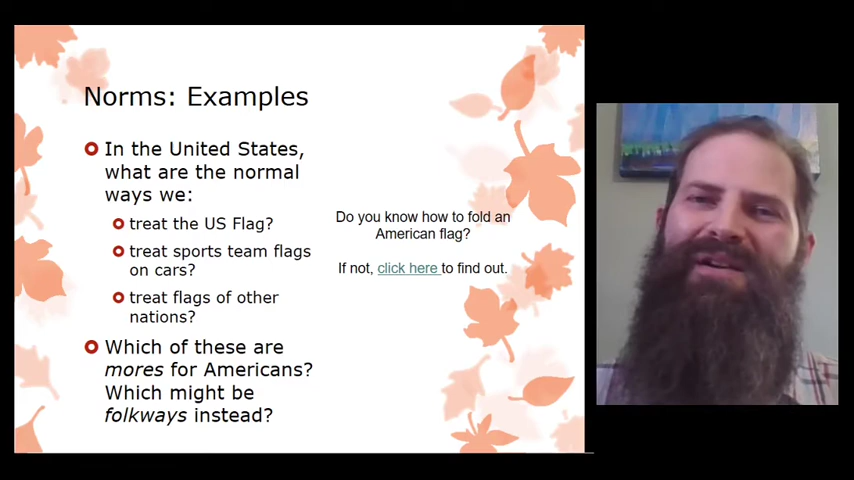 Norms: Examples
In the United States,
what are the normal
ways we:
treat the US Flag?
treat sports team flags
on cars?
treat flags of other
nations?
Which of these are
mores for Americans?
Which might be
folkways instead?
Do you know how to fold an
American flag?
If not, click here to find out.